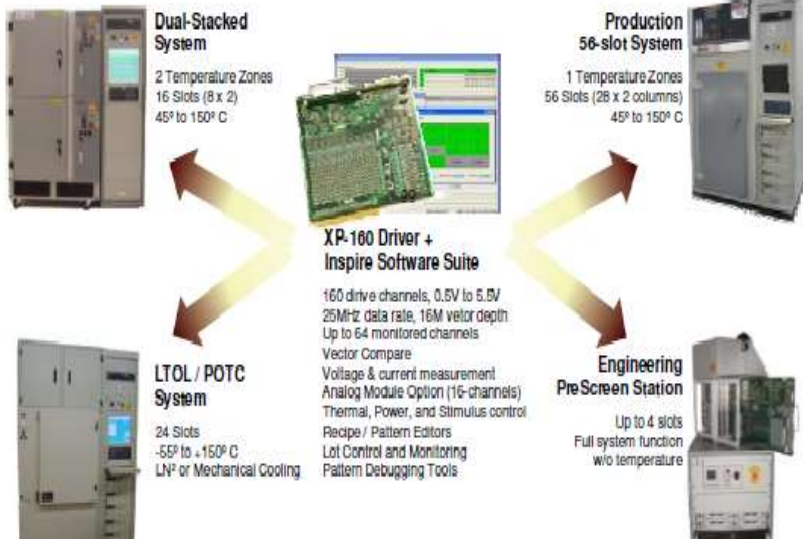 Dual-Stacked
System
2 Temperature Zones
16 Slots (8 x 2)
45º to 150º C
Production
56-slot System
1 Temperature Zones
56 Slots (28 x 2 columns)
45º to 150º C
XP-160 Driver +
Inspire Software Suite
160 dirive channels, 0.5V to 5.5V
25MHz data rate, 16M vetor depth
Up to 64 monitored channels
Vector Compare
Voltage & current measurement
Analog Module Option (16-channels)
Thermal, Power, and Stimulus control
Recipe / Pattern Editors
Lot Control and Monitoring
Pattern Debugging Tools
LTOL / POTC
System
24 Slots
-55º to +150º C
LN² or Mechanical Cooling
Engineering
PreScreen Station
Up to 4 slots
Full system function
w/o temperature